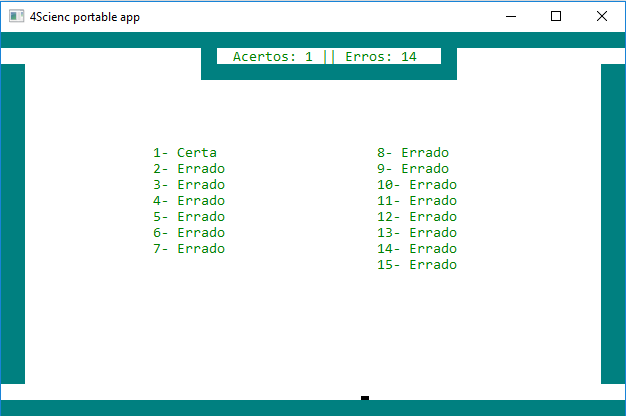 4Scienc portable app
Acertos: 1 || Erros: 14
1- Certa
2- Errado
3- Errado
4- Errado
5- Errado
6- Errado
7- Errado
8- Errado
9- Errado
10- Errado
11- Errado
12- Errado
13- Errado
14- Errado
15- Errado